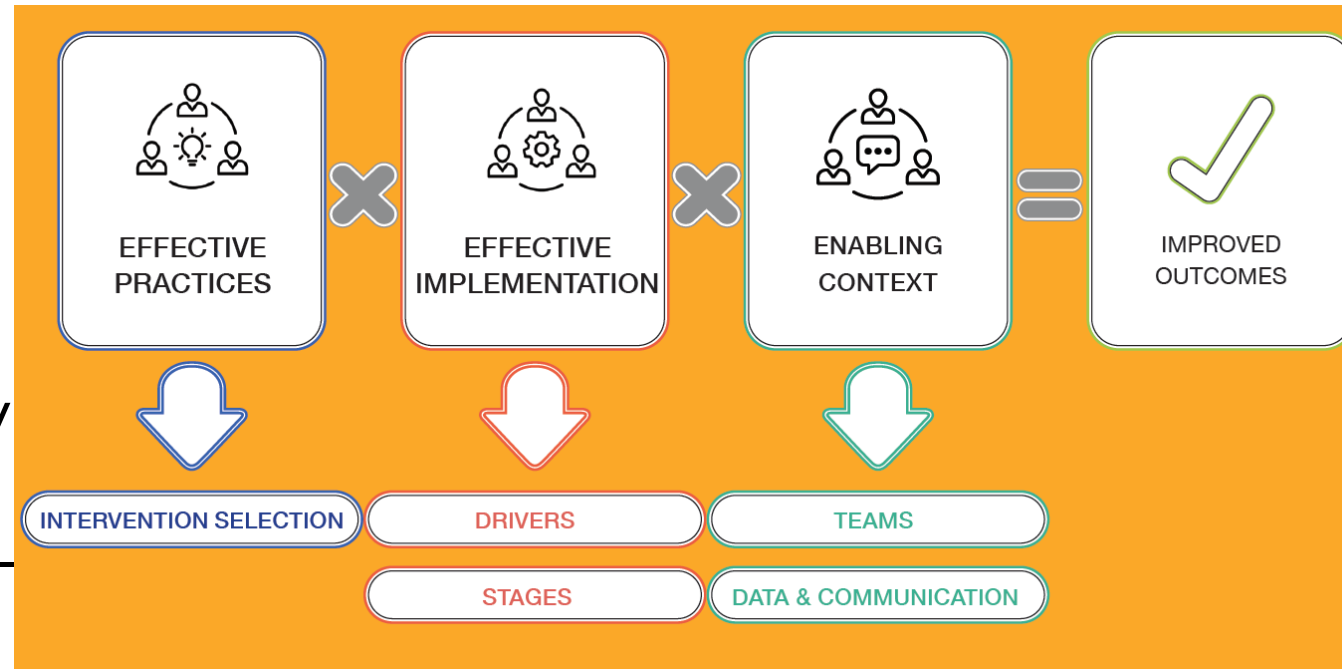 EFFECTIVE
PRACTICES
EFFECTIVE
IMPLEMENTATION
ENABLING
CONTEXT
IMPROVED
OUTCOMES
INTERVENTION SELECTION
DRIVERS
TEAMS
STAGES
DATA & COMMUNICATION